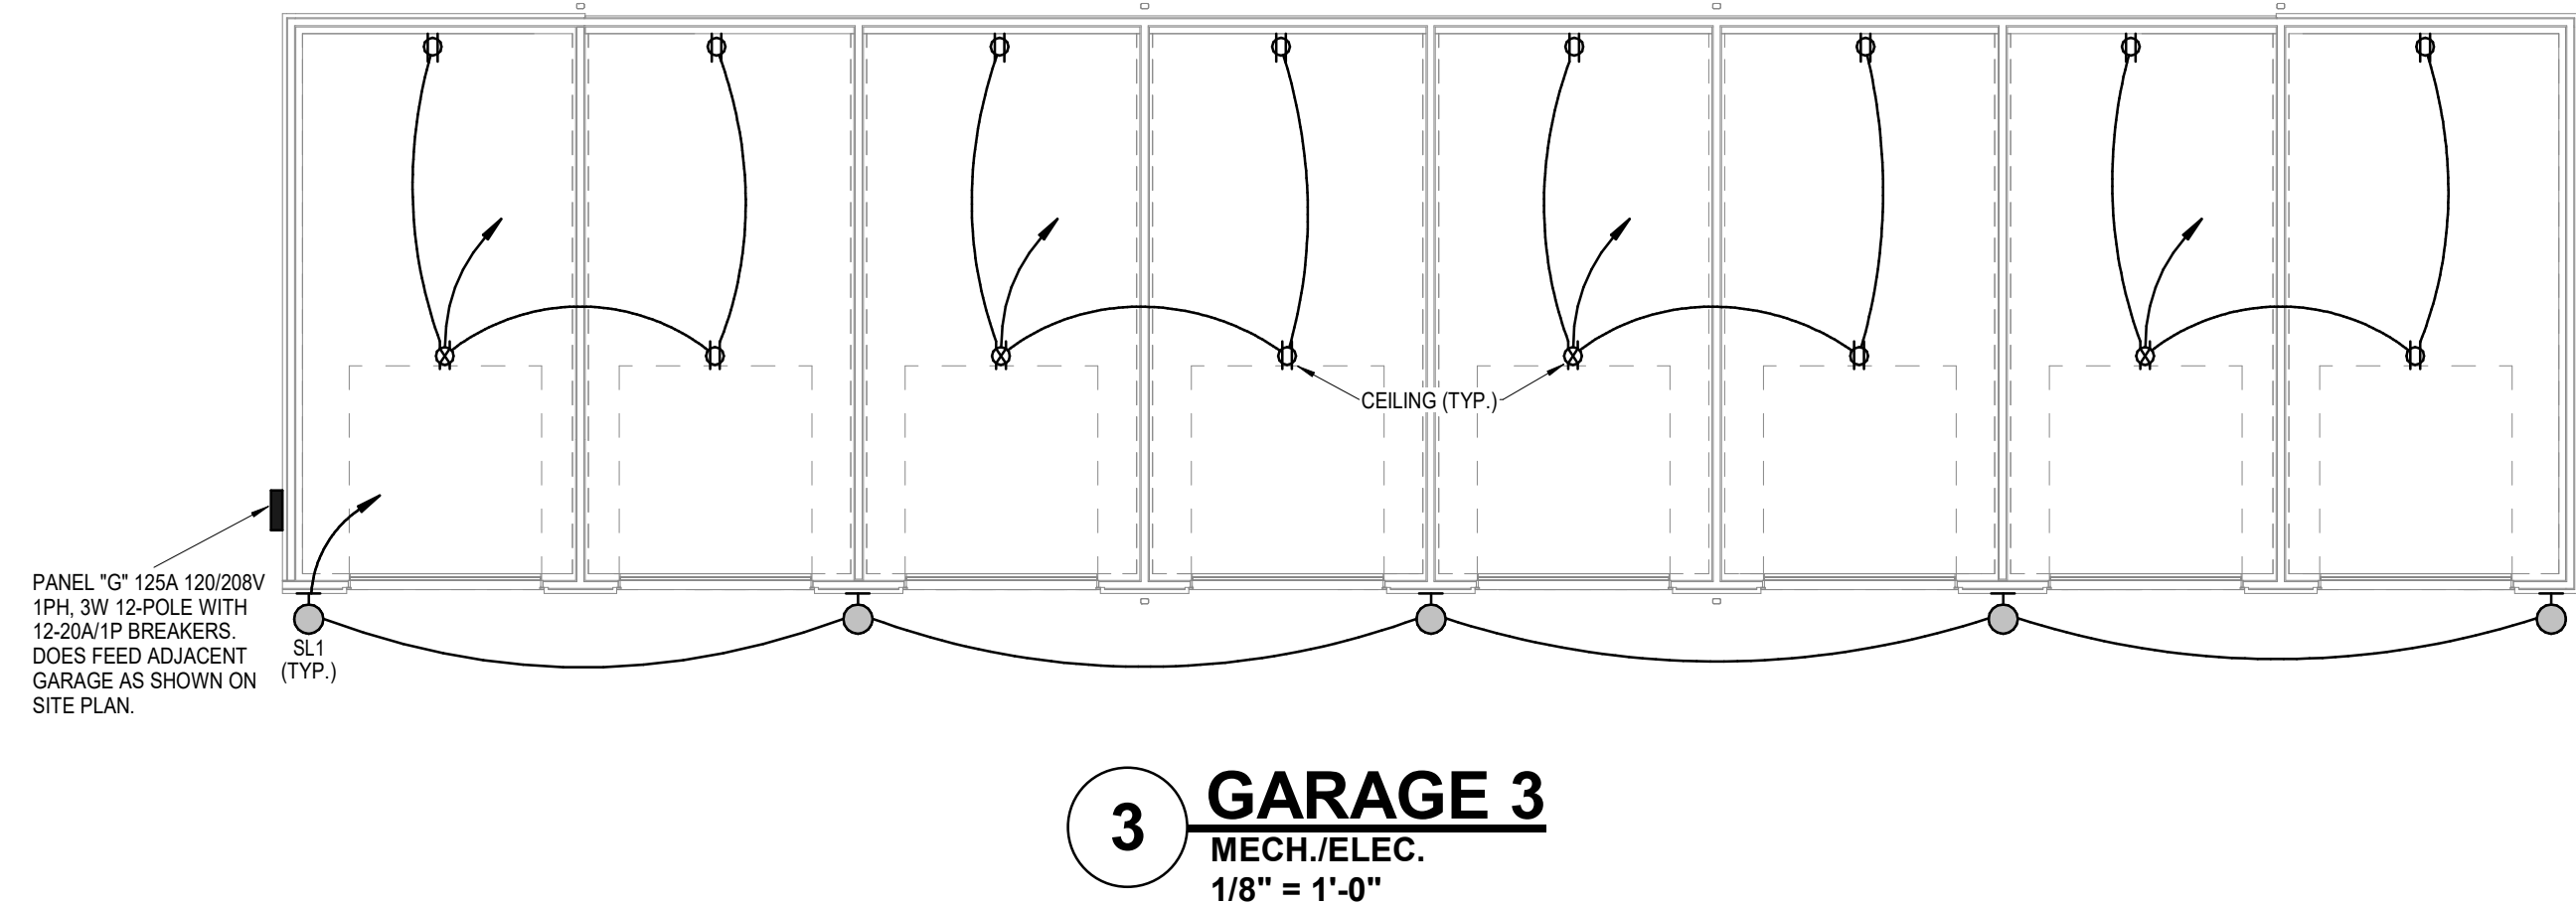 CEILING (TYP.)
PANEL "G" 125A 120/208V
1PH, 3W 12-POLE WITH
12-20A/1P BREAKERS.
DOES FEED ADJACENT
GARAGE AS SHOWN ON
SITE PLAN.
SL1
(TYP.)
3
GARAGE 3
MECH./ELEC.
1/8" = 1'-0"